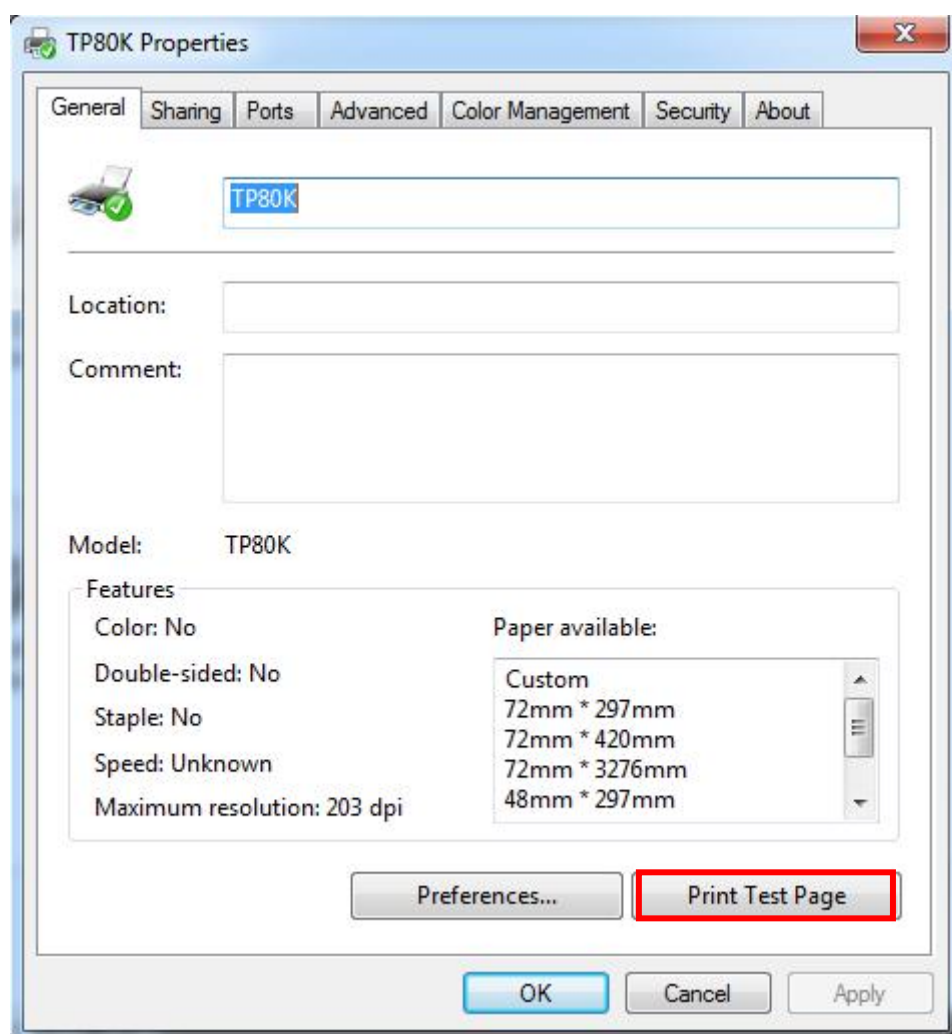 TP80K Properties
General Sharing Ports Advanced Color Management Security About
TP80K
Location:
Comment:
Model: TP80K
Features
Color: No
Double-sided: No
Staple: No
Speed: Unknown
Maximum resolution: 203 dpi
Paper available:
Custom
72mm * 297mm
72mm * 420mm
72mm * 3276mm
48mm * 297mm
Preferences... Print Test Page
OK Cancel Apply